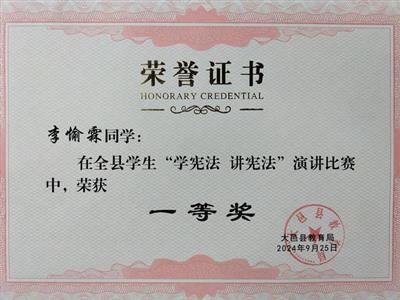 荣誉证书
HONORARY CREDENTIAL
李愉霖同学：
在全县学生“学宪法 讲宪法”演讲比赛
中，荣获
一等奖
大邑县教育局
2024年9月25日